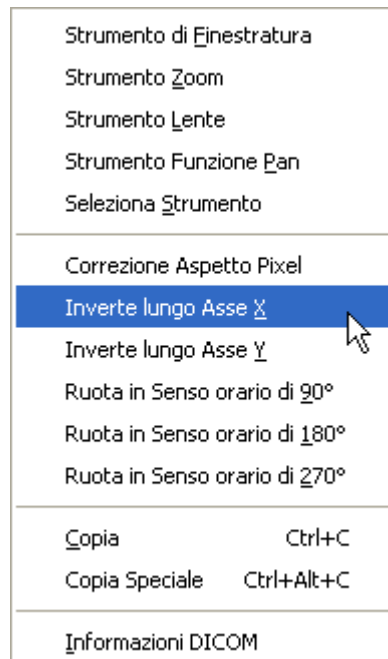 Strumento di Finestratura
Strumento Zoom
Strumento Lente
Strumento Funzione Pan
Seleziona Strumento
Correzione Aspetto Pixel
Inverte lungo Asse X
Inverte lungo Asse Y
Ruota in Senso orario di 90°
Ruota in Senso orario di 180°
Ruota in Senso orario di 270°
Copia Ctrl+C
Copia Speciale Ctrl+Alt+C
Informazioni DICOM